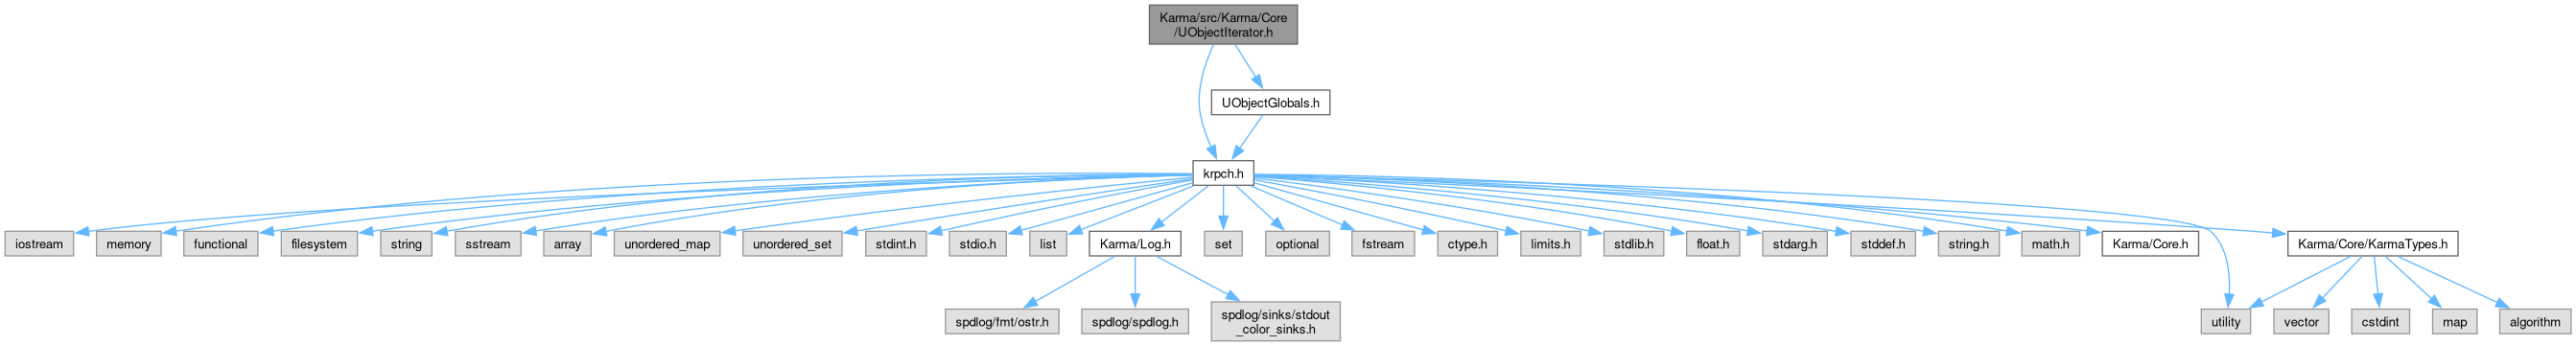 Karma/src/Karma/Core
/UObjectIterator.h
UObjectGlobals.h
krpch.h
iostream
memory
functional
filesystem
string
sstream
array
unordered_map
unordered_set
stdint.h
stdio.h
list
Karma/Log.h
set
optional
fstream
ctype.h
limits.h
stdlib.h
float.h
stdarg.h
stddef.h
string.h
math.h
Karma/Core.h
Karma/Core/KarmaTypes.h
spdlog/fmt/ostr.h
spdlog/spdlog.h
spdlog/sinks/stdout
_color_sinks.h
utility
vector
cstdint
map
algorithm